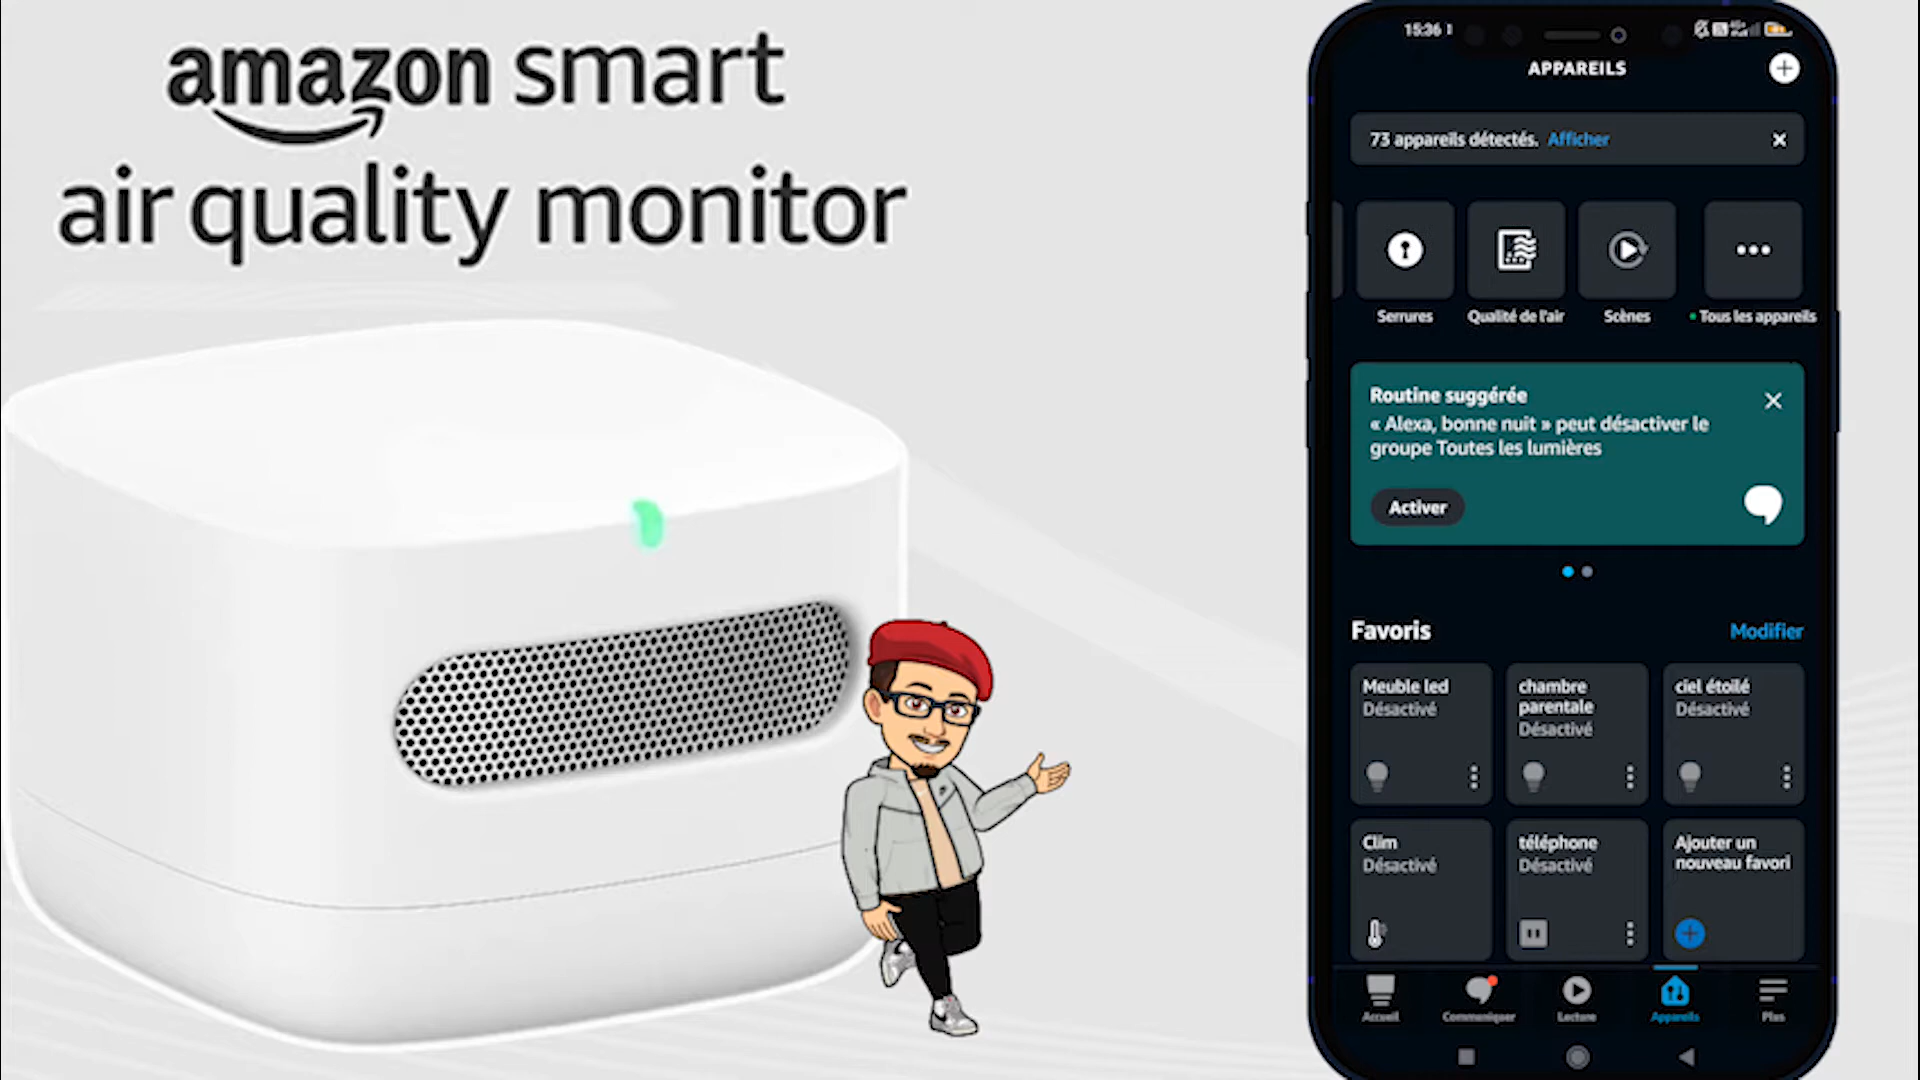 amazon smart
air quality monitor
15:36
APPAREILS
73 appareils détectés. Afficher
Serrures
Qualité de l'air
Scènes
Tous les appareils
Routine suggérée
« Alexa, bonne nuit » peut désactiver le
groupe Toutes les lumières
Activer
Favoris
Modifier
Meuble led
Désactivé
chambre
parentale
Désactivé
ciel étoilé
Désactivé
Clim
Désactivé
téléphone
Désactivé
Ajouter un
nouveau favori
Accueil
Communiquer
Lecture
Appareils
Plus